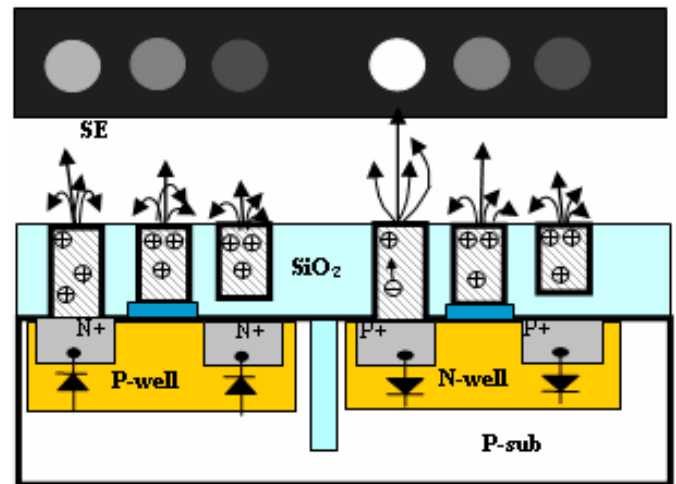 SE
SiO₂
N+ N+ P+ P+
P-well N-well
P-sub